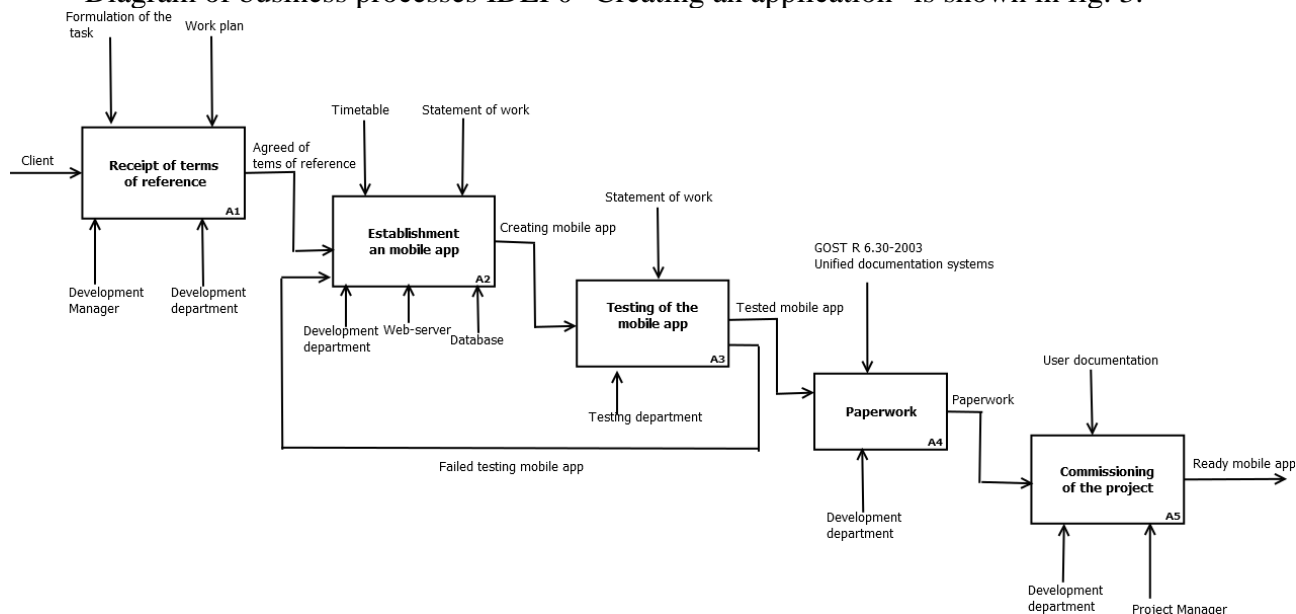 Diagram of business processes IDEF0 "Creating an application" is shown in fig. 3.
Formulation of the
task
Work plan
Client
Receipt of terms
of reference
A1
Agreed of
tems of reference
Development
Manager
Development
department
Timetable
Statement of work
Establishment
an mobile app
A2
Creating mobile app
Development
department
Web-server
Database
Statement of work
Testing of the
mobile app
A3
Tested mobile app
Testing department
Failed testing mobile app
GOST R 6.30-2003
Unified documentation systems
Paperwork
A4
Paperwork
Development
department
User documentation
Commissioning
of the project
A5
Ready mobile app
Development
department
Project Manager